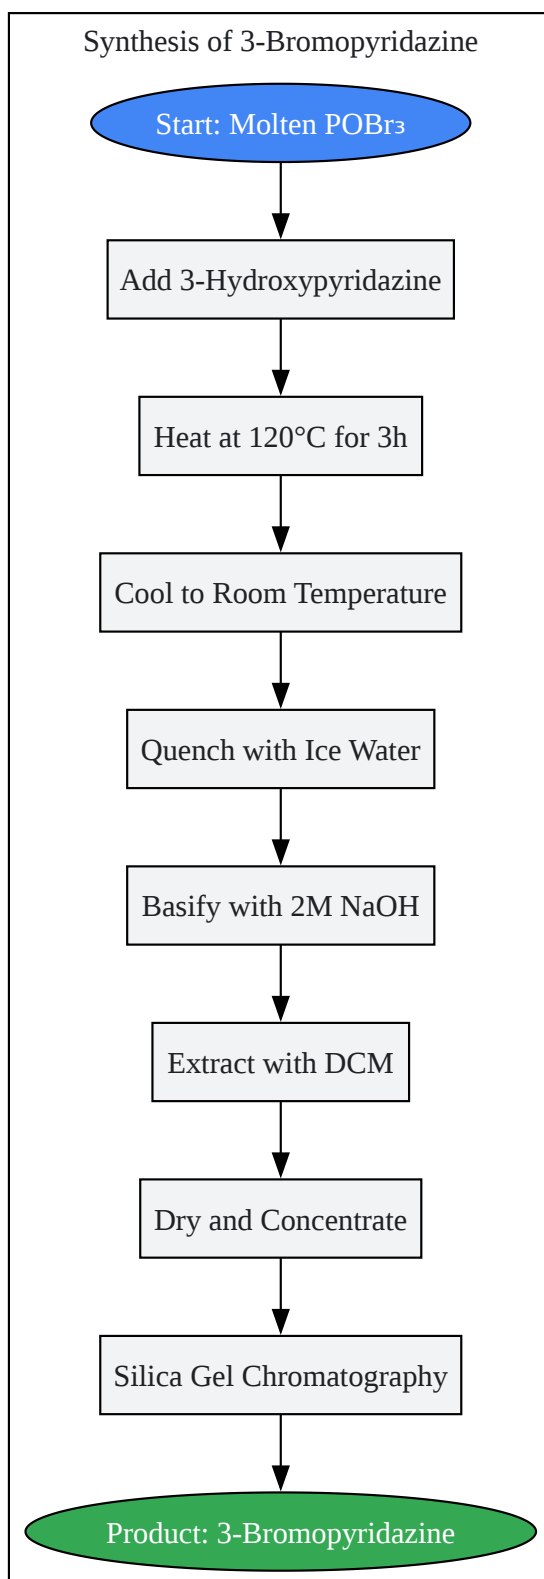 Synthesis of 3-Bromopyridazine
Start: Molten POBr₃
Add 3-Hydroxypyridazine
Heat at 120°C for 3h
Cool to Room Temperature
Quench with Ice Water
Basify with 2M NaOH
Extract with DCM
Dry and Concentrate
Silica Gel Chromatography
Product: 3-Bromopyridazine